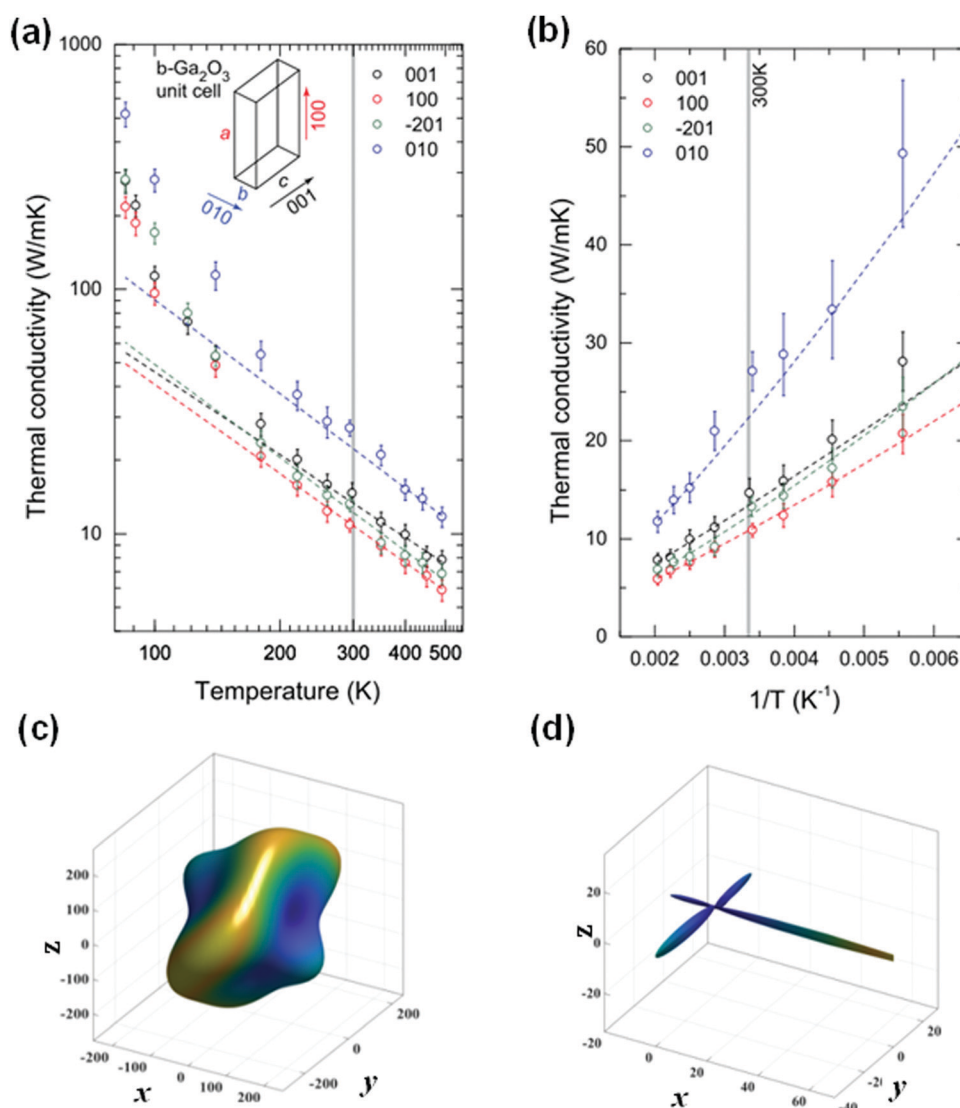 (a)
1000
100
10
Thermal conductivity (W/mK)
b-Ga₂O₃
unit cell
a
b
c
100
010
001
001
100
-201
010
100
200
300
400
500
Temperature (K)
(b)
60
50
40
30
20
10
0
Thermal conductivity (W/mK)
300K
001
100
-201
010
0.002
0.003
0.004
0.005
0.006
1/T (K⁻¹)
(c)
200
100
0
-100
-200
z
-200
-100
0
100
200
x
-200
0
200
y
(d)
20
0
-20
z
-20
0
20
40
60
x
-40
0
20
y